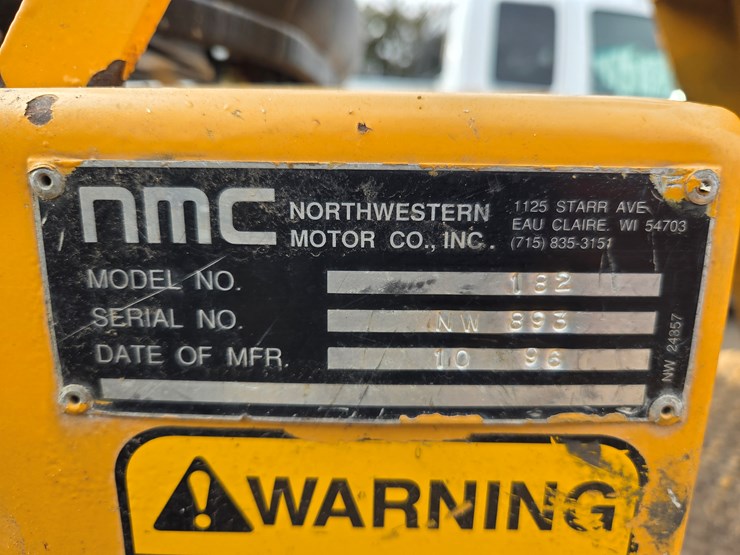 nmc
NORTHWESTERN
MOTOR CO., INC.
1125 STARR AVE
EAU CLAIRE. WI 54703
(715) 835-3151
MODEL NO. 182
SERIAL NO. NW 893
DATE OF MFR. 10 96
NW 24857
WARNING